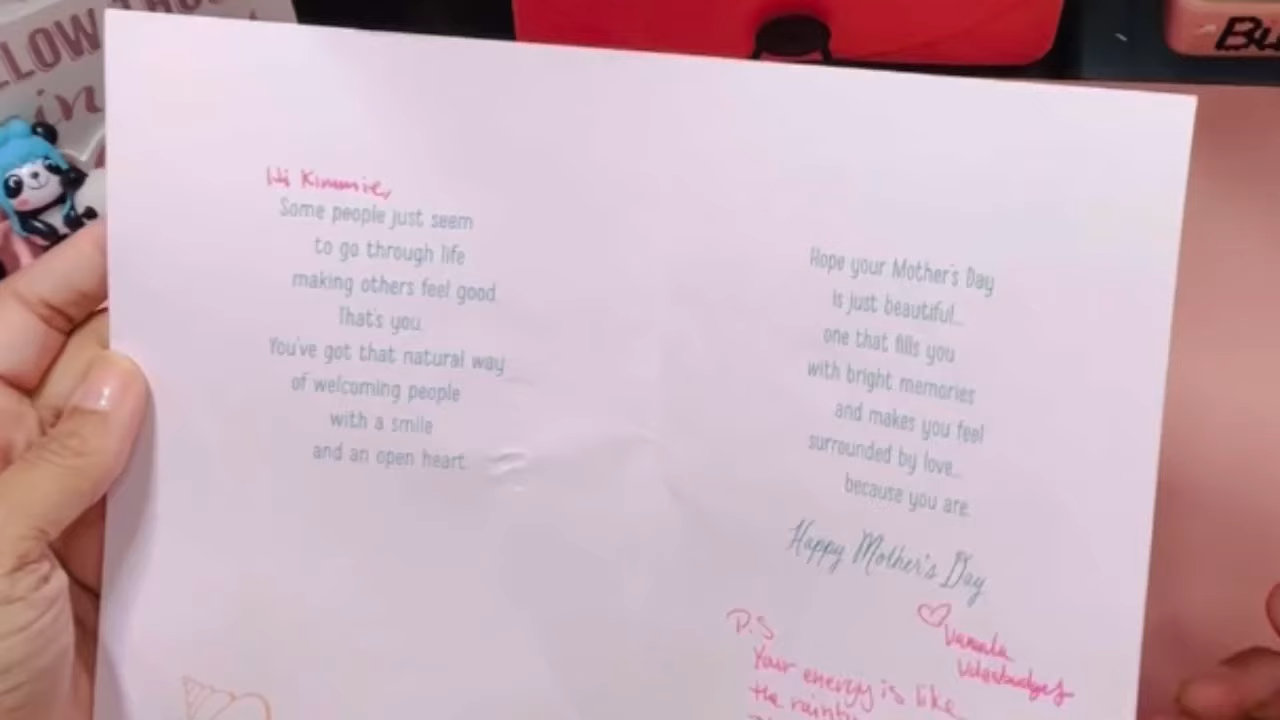 in
Bu
Hi Kimmie,
Some people just seem
to go through life
making others feel good.
That's you.
You've got that natural way
of welcoming people
with a smile
and an open heart.
Hope your Mother's Day
is just beautiful...
one that fills you
with bright memories
and makes you feel
surrounded by love...
because you are.
Happy Mother's Day
P.S
Your energy is like
the